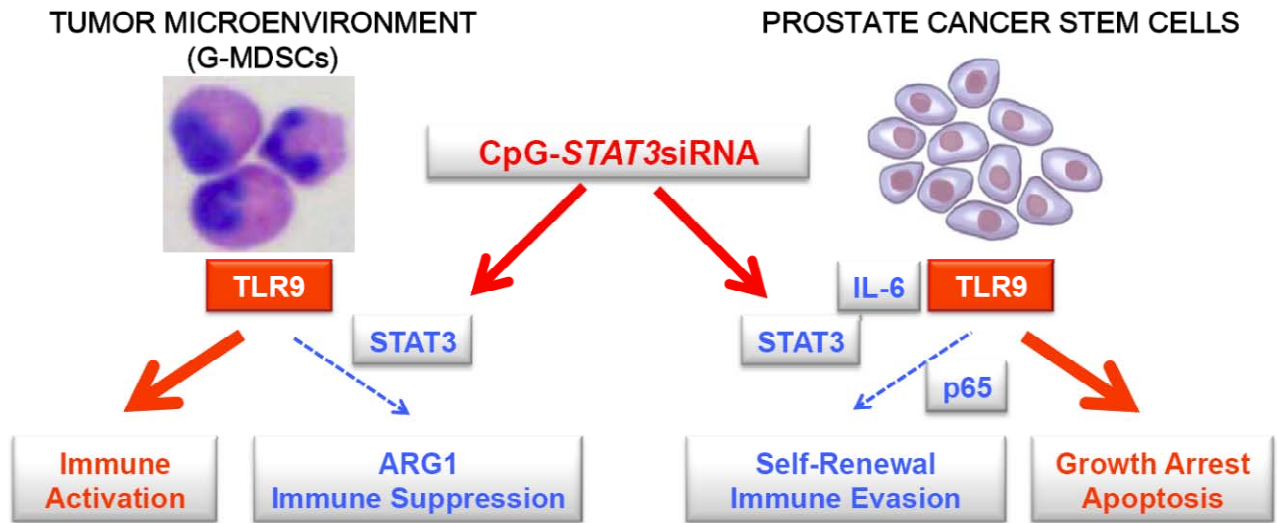 TUMOR MICROENVIRONMENT
(G-MDSCs)
PROSTATE CANCER STEM CELLS
CpG-STAT3siRNA
TLR9
STAT3
IL-6
TLR9
STAT3
p65
Immune
Activation
ARG1
Immune Suppression
Self-Renewal
Immune Evasion
Growth Arrest
Apoptosis